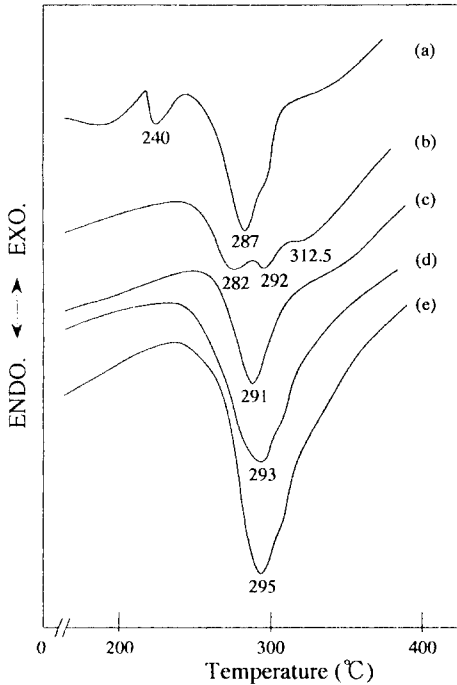 (a)
240
(b)
287
(c)
312.5
282
292
(d)
(e)
291
293
295
ENDO. ◄┈► EXO.
0
200
300
400
Temperature (℃)